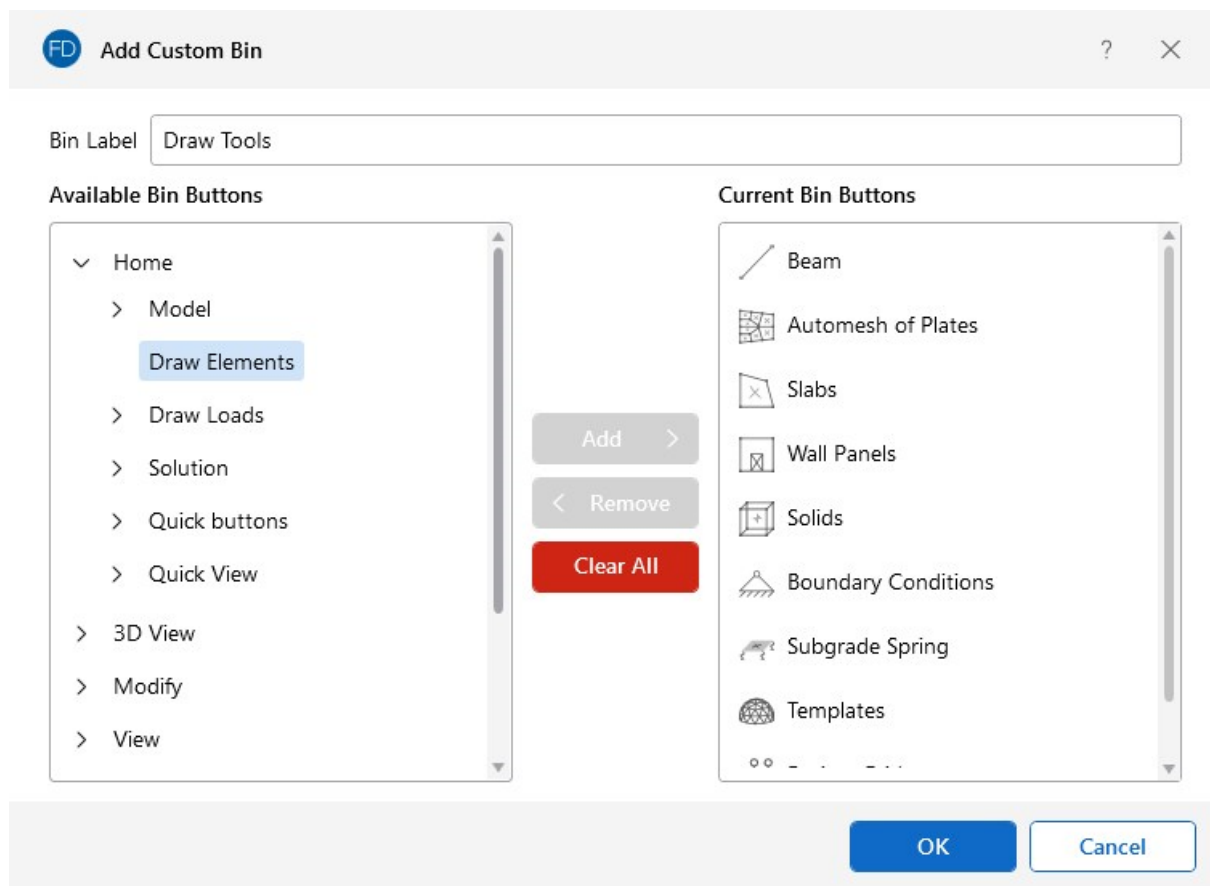 FD Add Custom Bin ?
Bin Label Draw Tools
Available Bin Buttons
Current Bin Buttons
Home
Model
Draw Elements
Draw Loads
Solution
Quick buttons
Quick View
3D View
Modify
View
Add
Remove
Clear All
Beam
Automesh of Plates
Slabs
Wall Panels
Solids
Boundary Conditions
Subgrade Spring
Templates
OK
Cancel